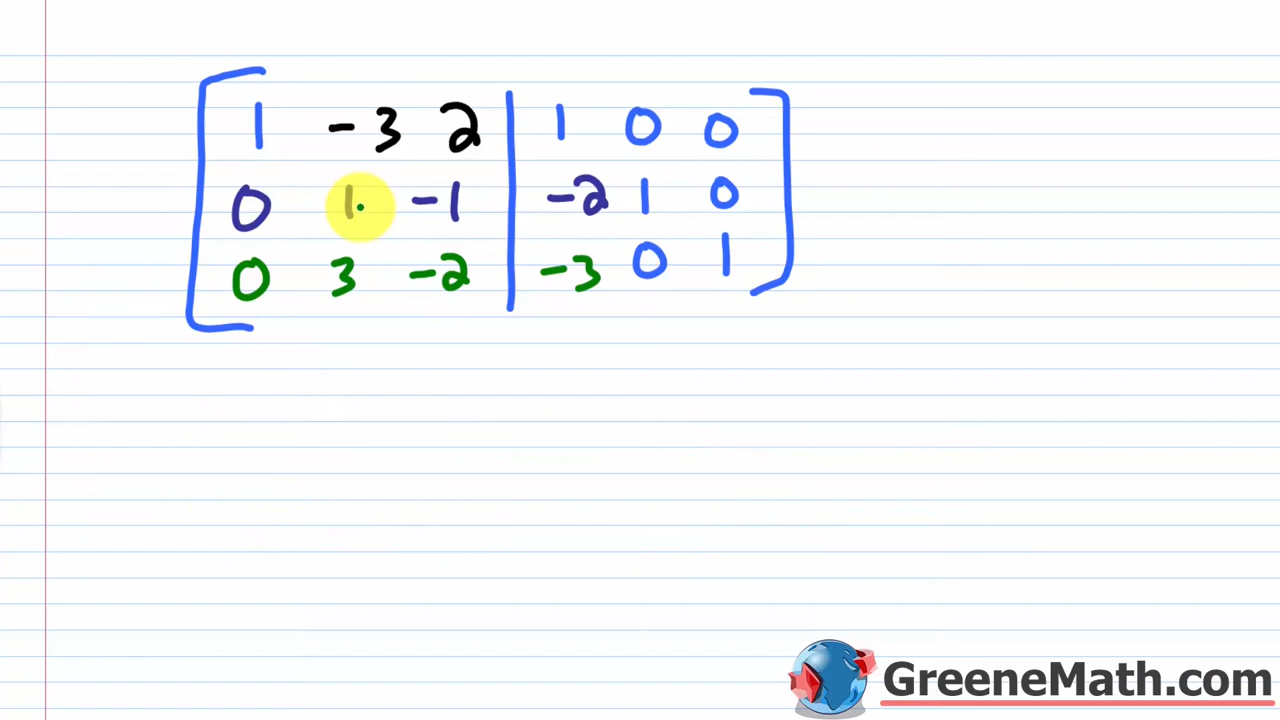 1 -3 2 | 1 0 0
0 1 -1 | -2 1 0
0 3 -2 | -3 0 1
GreeneMath.com